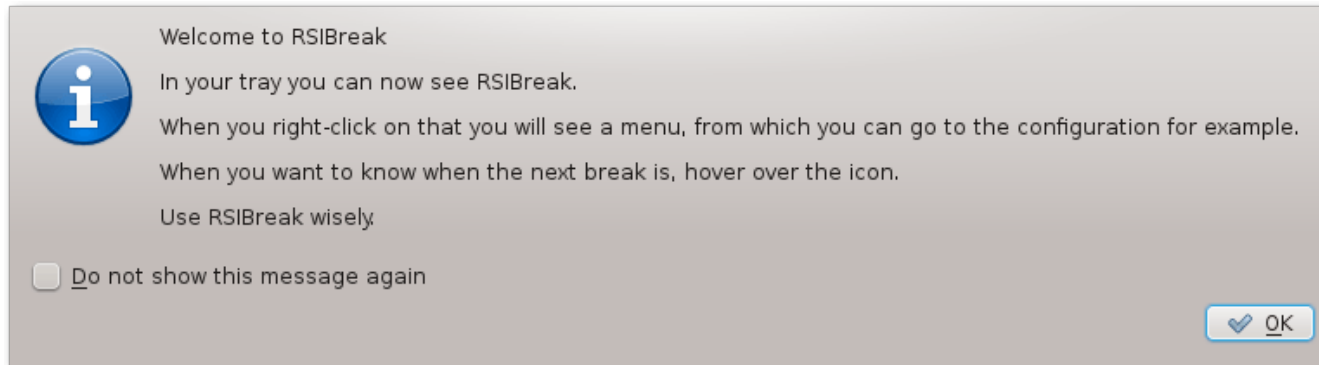 Welcome to RSIBreak
In your tray you can now see RSIBreak.
When you right-click on that you will see a menu, from which you can go to the configuration for example.
When you want to know when the next break is, hover over the icon.
Use RSIBreak wisely.
Do not show this message again
OK